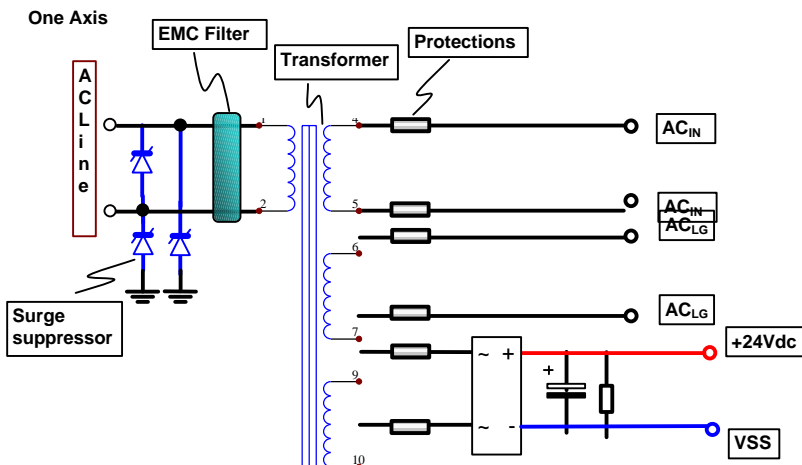 One Axis
EMC Filter
Transformer
Protections
ACLine
1
2
4
5
6
7
9
10
AC_IN
AC_IN
AC_LG
AC_LG
Surge
suppressor
~ +
~ -
+
+24Vdc
VSS